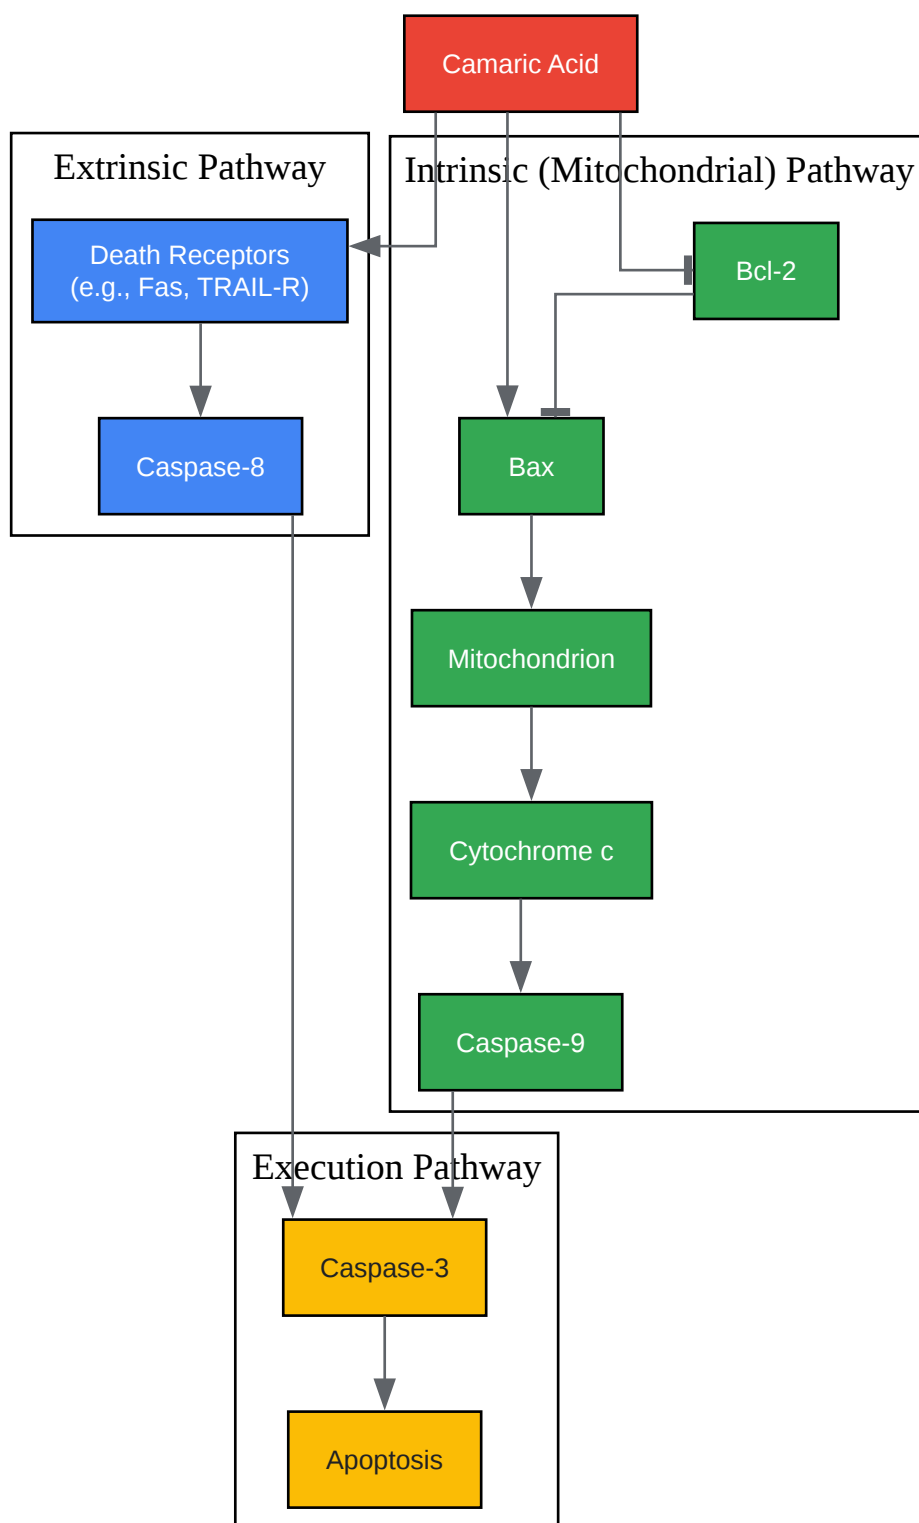 Camaric Acid
Extrinsic Pathway
Intrinsic (Mitochondrial) Pathway
Death Receptors
(e.g., Fas, TRAIL-R)
Bcl-2
Caspase-8
Bax
Mitochondrion
Cytochrome c
Caspase-9
Execution Pathway
Caspase-3
Apoptosis